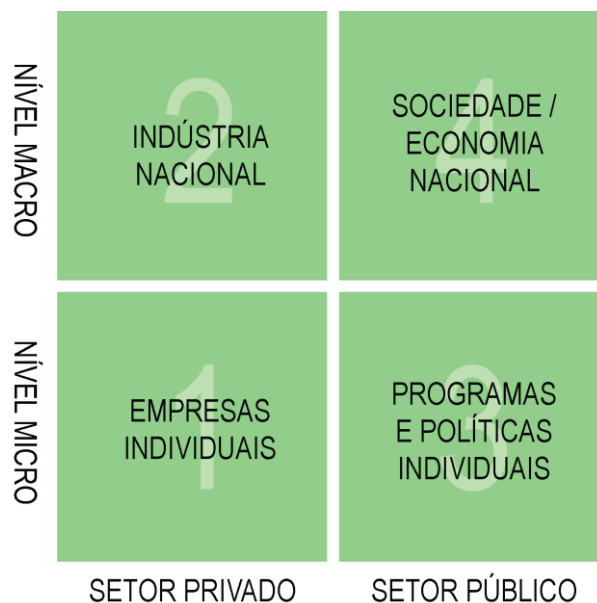 NÍVEL MACRO
2
INDÚSTRIA
NACIONAL
4
SOCIEDADE /
ECONOMIA
NACIONAL
NÍVEL MICRO
1
EMPRESAS
INDIVIDUAIS
3
PROGRAMAS
E POLÍTICAS
INDIVIDUAIS
SETOR PRIVADO
SETOR PÚBLICO